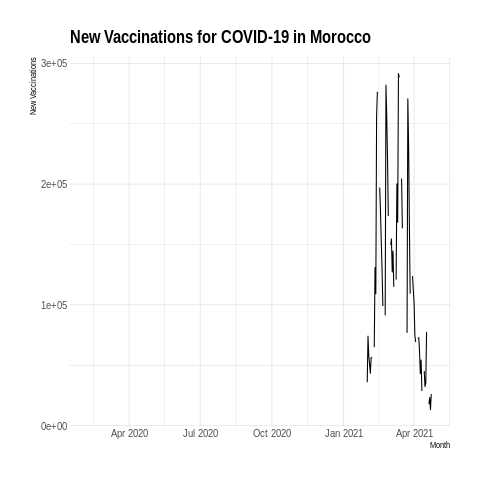 New Vaccinations for COVID-19 in Morocco
New Vaccinations
3e+05
2e+05
1e+05
0e+00
Apr 2020 Jul 2020 Oct 2020 Jan 2021 Apr 2021
Month